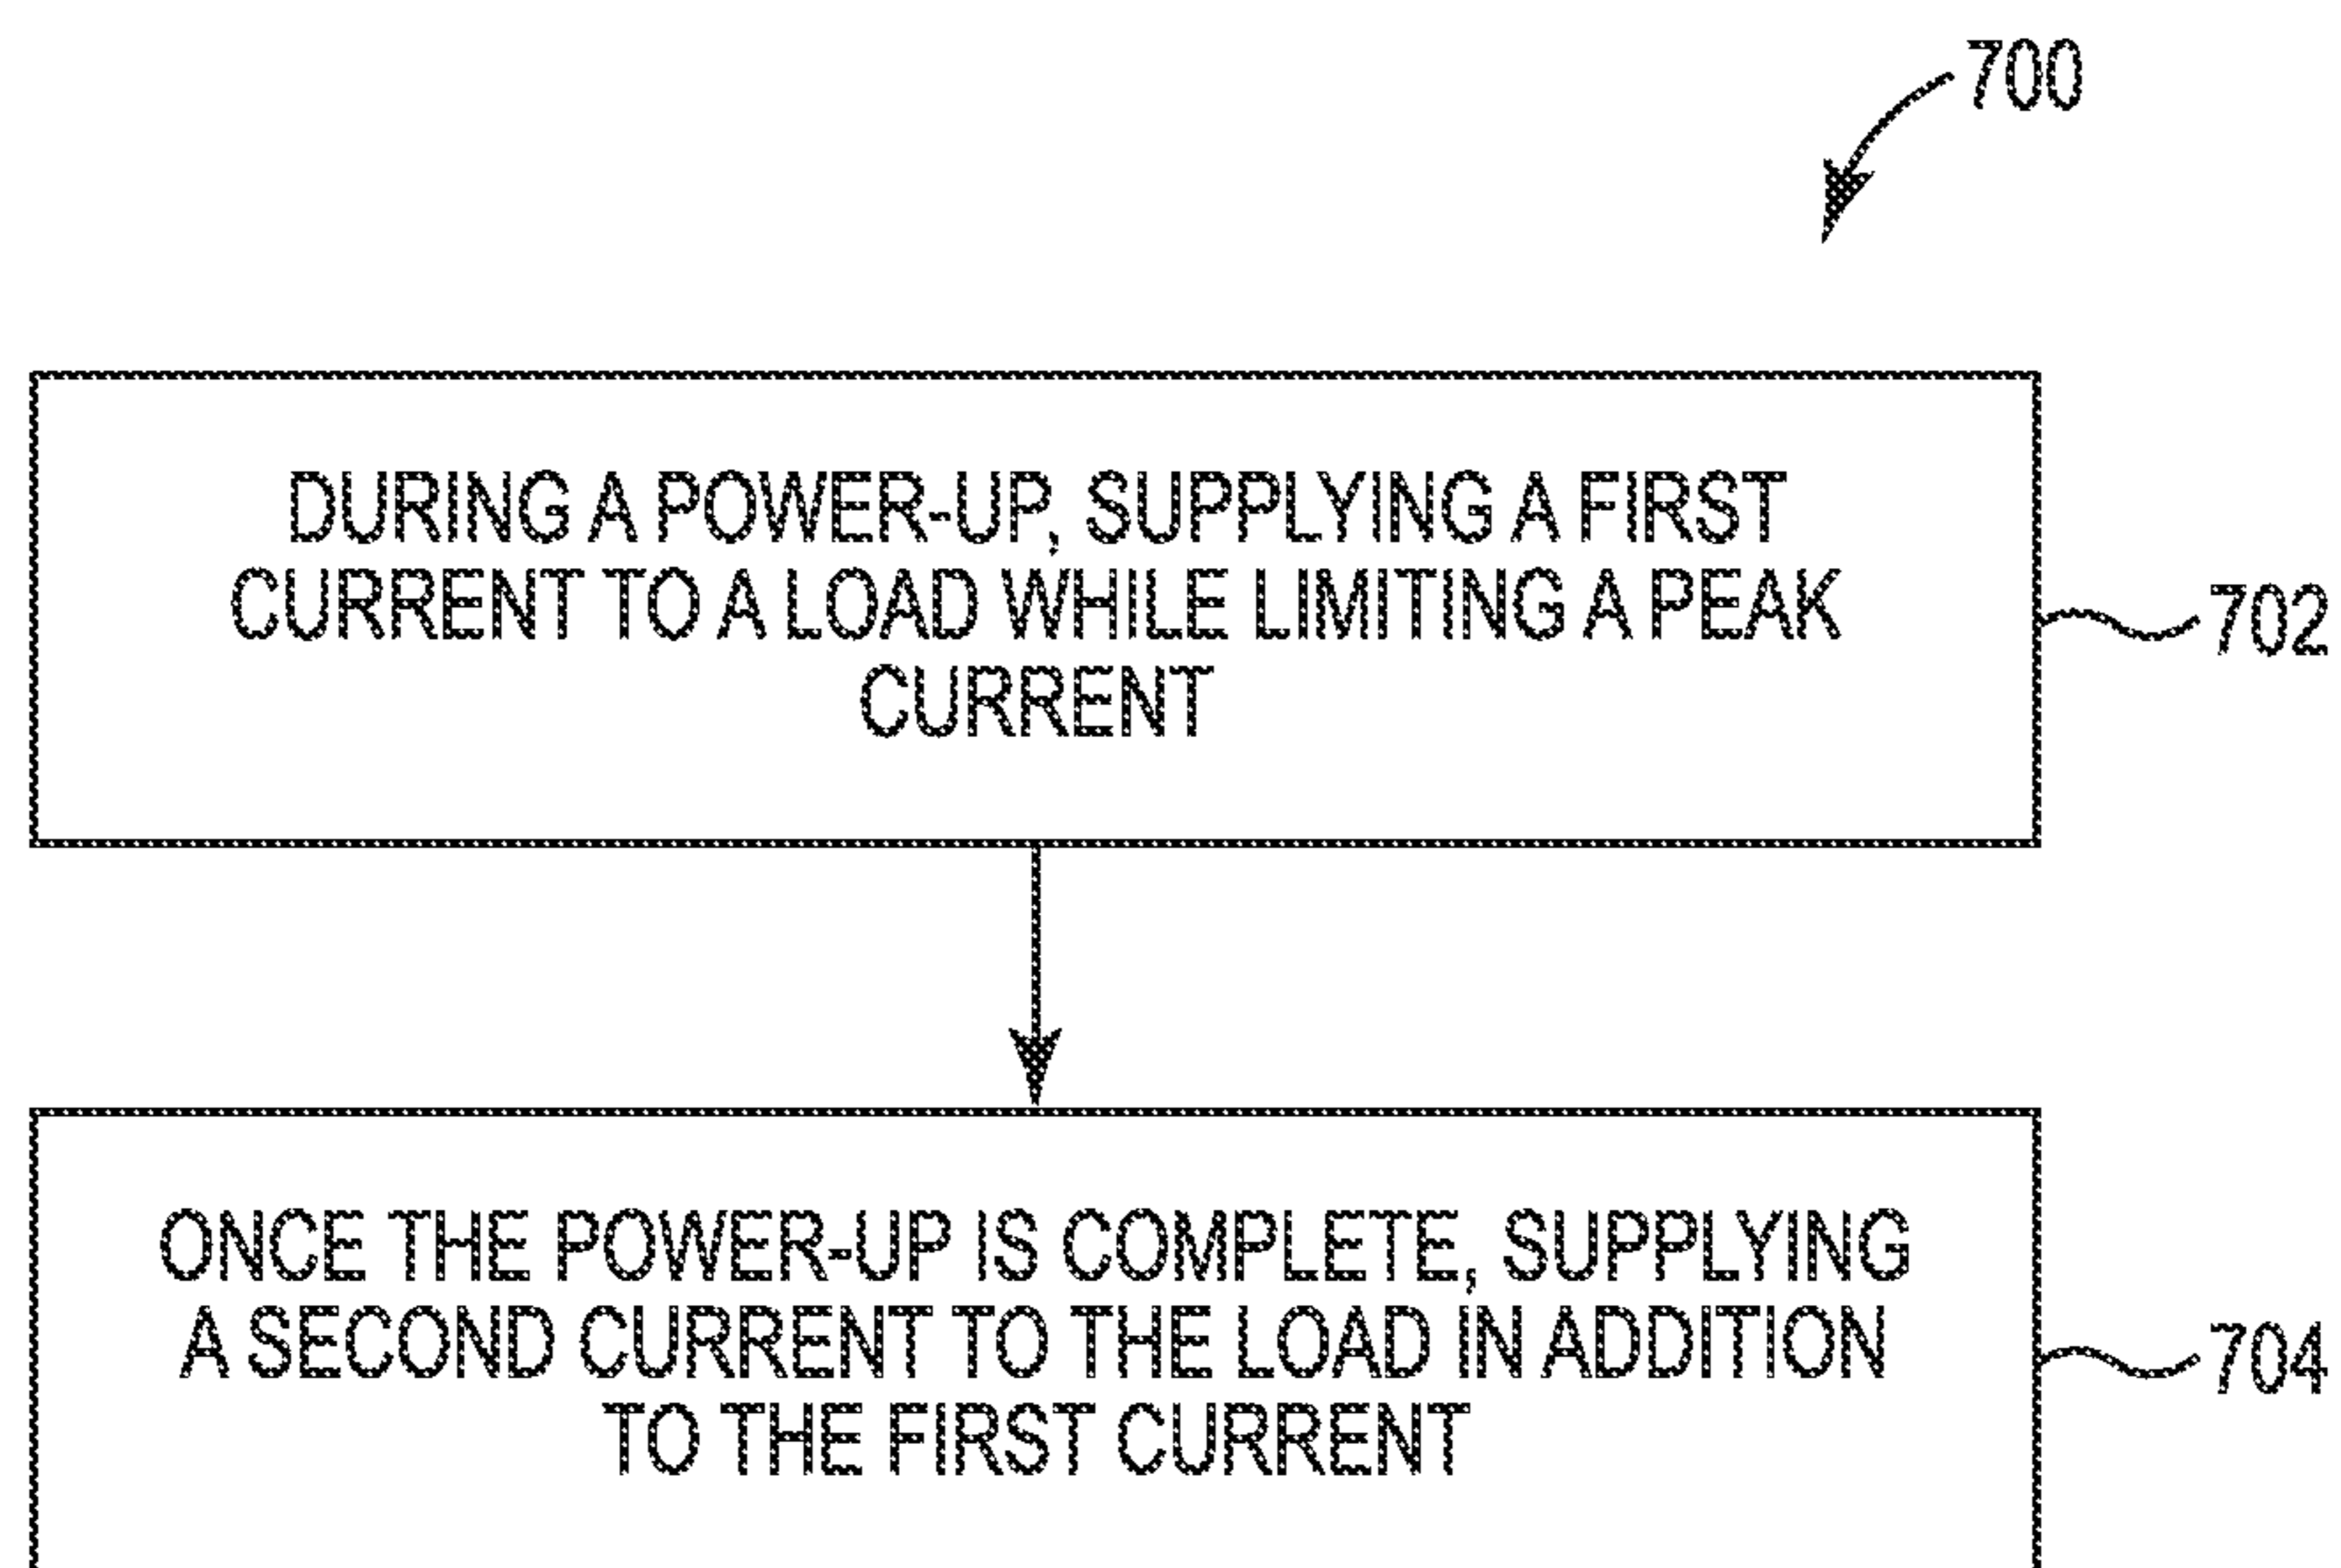 700
DURING A POWER-UP, SUPPLYING A FIRST
CURRENT TO A LOAD WHILE LIMITING A PEAK
CURRENT
702
ONCE THE POWER-UP IS COMPLETE, SUPPLYING
A SECOND CURRENT TO THE LOAD IN ADDITION
TO THE FIRST CURRENT
704